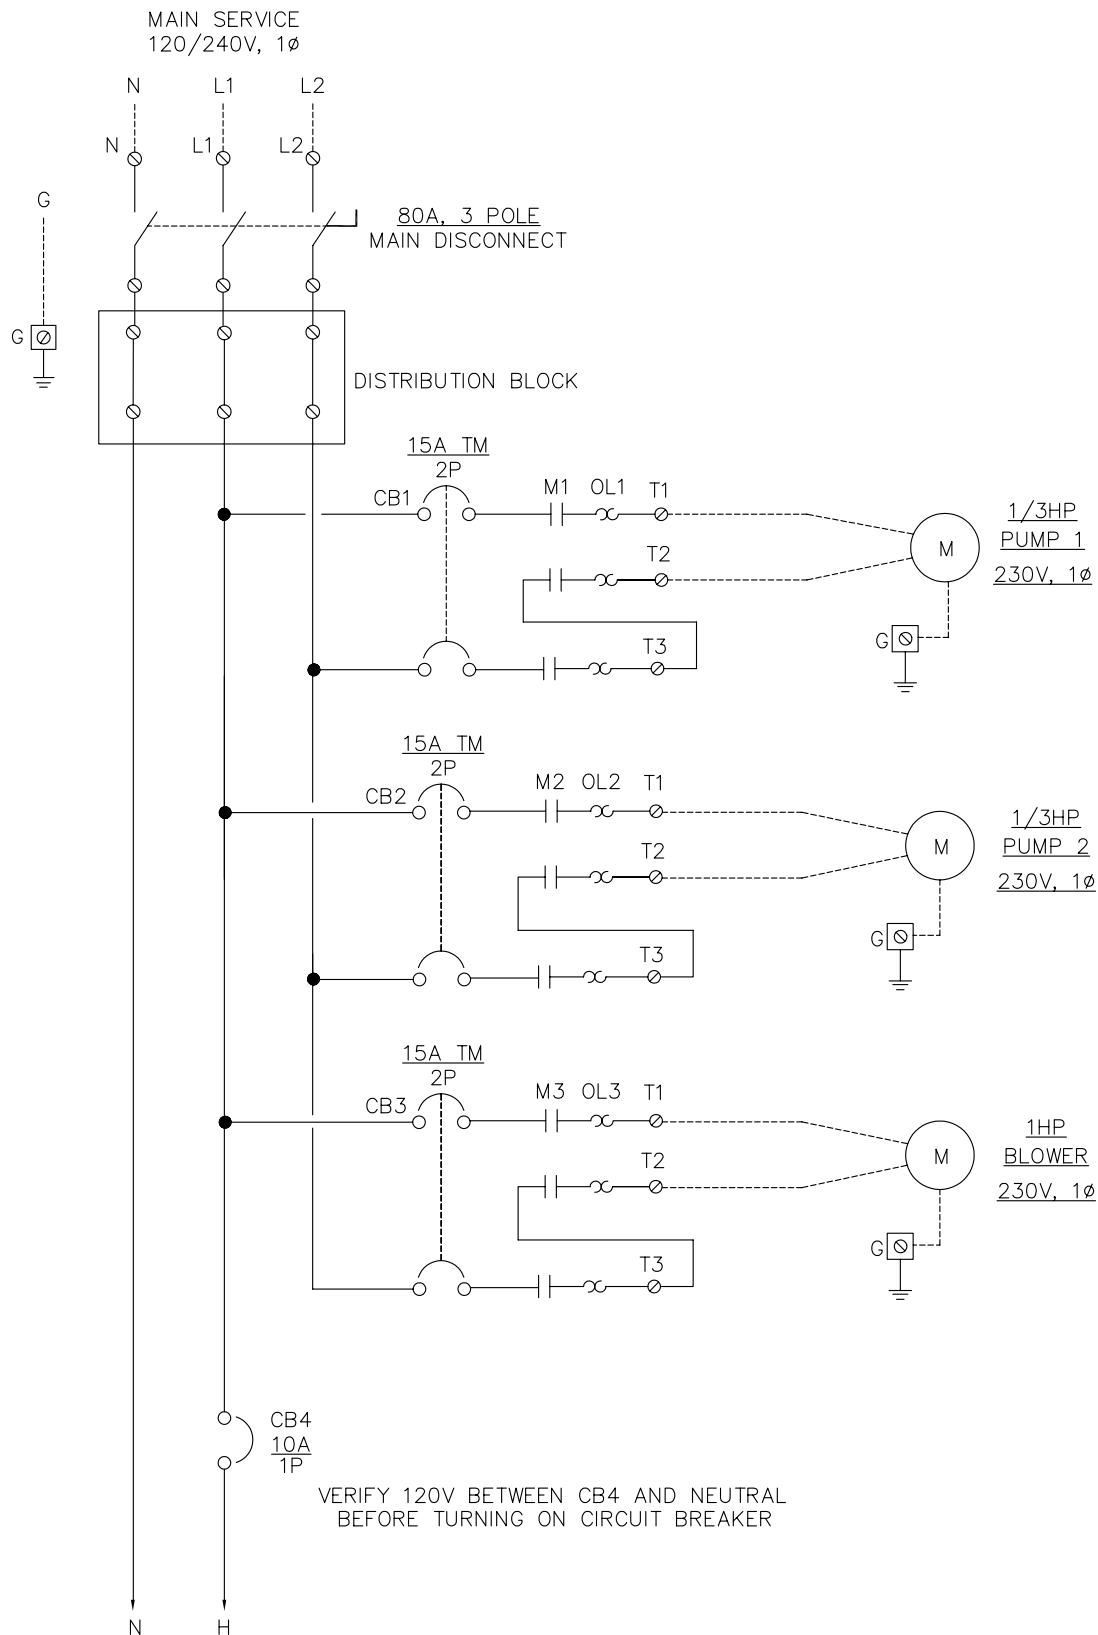 MAIN SERVICE
120/240V, 1ø
N L1 L2
N L1 L2
G
80A, 3 POLE
MAIN DISCONNECT
G
DISTRIBUTION BLOCK
15A TM
2P
CB1 M1 OL1 T1
1/3HP
PUMP 1
230V, 1ø
M
T2
G
T3
15A TM
2P
CB2 M2 OL2 T1
1/3HP
PUMP 2
230V, 1ø
M
T2
G
T3
15A TM
2P
CB3 M3 OL3 T1
1HP
BLOWER
230V, 1ø
M
T2
G
T3
CB4
10A
1P
VERIFY 120V BETWEEN CB4 AND NEUTRAL
BEFORE TURNING ON CIRCUIT BREAKER
N H